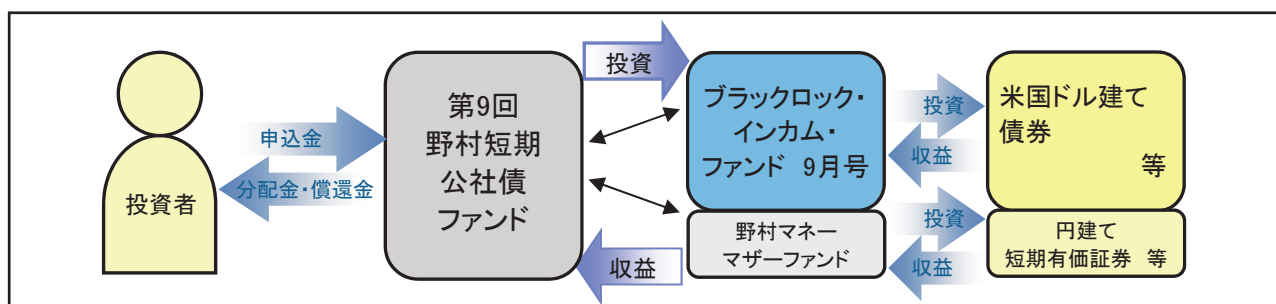 投資者
申込金
分配金・償還金
第9回
野村短期
公社債
ファンド
投資
収益
ブラックロック・
インカム・
ファンド 9月号
野村マネー
マザーファンド
投資
収益
投資
収益
米国ドル建て
債券
等
円建て
短期有価証券 等